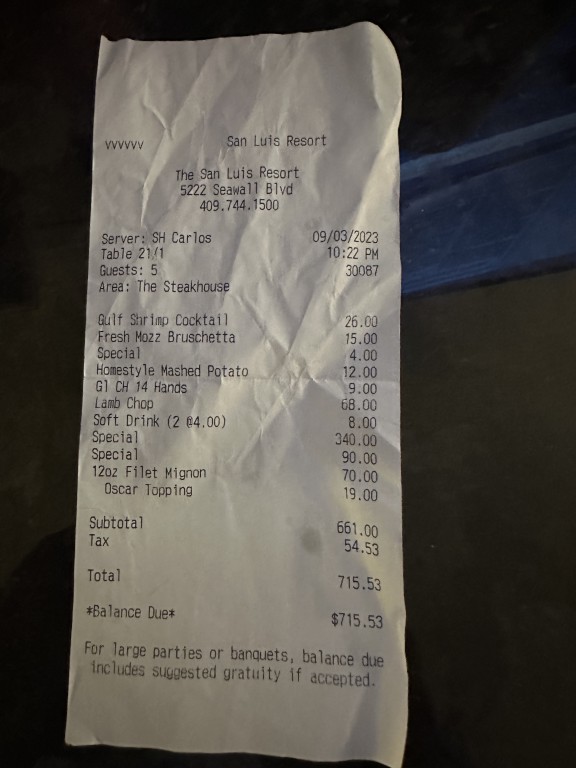 vvvvvv San Luis Resort
The San Luis Resort
5222 Seawall Blvd
409.744.1500
Server: SH Carlos 09/03/2023
Table 21/1 10:22 PM
Guests: 5 30087
Area: The Steakhouse
Gulf Shrimp Cocktail 26.00
Fresh Mozz Bruschetta 15.00
Special 4.00
Homestyle Mashed Potato 12.00
Gl CH 14 Hands 9.00
Lamb Chop 68.00
Soft Drink (2 @4.00) 8.00
Special 340.00
Special 90.00
12oz Filet Mignon 70.00
Oscar Topping 19.00
Subtotal 661.00
Tax 54.53
Total 715.53
*Balance Due* $715.53
For large parties or banquets, balance due
includes suggested gratuity if accepted.